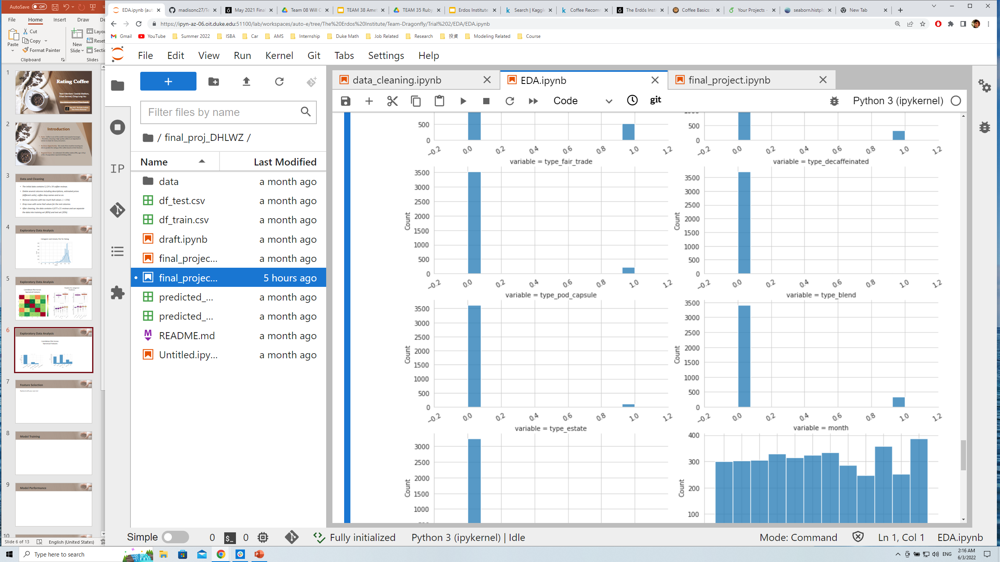 AutoSave Off
File Home Insert Draw De
Paste
Cut
Copy
Format Painter
Clipboard
New
Slide
Layou
Reset
Sectio
Slides
1
Rating Coffee
Team Members: Cassidy Madison,
Ethan Semrad, Ching-Lung Hsu
2
Introduction
3
Data and Cleaning
• The initial data contains 5,124 x 34 coffee reviews.
• Delete several columns including descriptions, estimated prices
(different units), coffee shop names and so on.
• Remove columns with too much Null values. ( > 15%)
• Drop rows with some Null values for the rest columns.
• After cleaning, the data contains 4,677 x 21 reviews and we separate
the data into training set (80%) and test set (20%).
4
Exploratory Data Analysis
Histogram and Density Plot for Rating
5
Exploratory Data Analysis
Correlation Plot Across
Numerical Features
Boxplots for categorical
Predictors
6
Exploratory Data Analysis
Correlation Plot Across
Numerical Features
7
Feature Selection
Replaced with your own text
8
Model Training
9
Model Performance
10
Slide 6 of 13 English (United States)
EDA.ipynb (aut
madisonc27/Te
May 2021 Final
Team 08 Will C
TEAM 38 Amet
TEAM 35 Ruby
Erdos Institute
Search | Kaggle
Coffee Recomm
The Erdős Insti
Coffee Basics:
Your Projects -
seaborn.histplo
New Tab
https://ipyn-az-06.oit.duke.edu:51100/lab/workspaces/auto-e/tree/The%20Erdos%20Institute/Team-Dragonfly/Trial%202/EDA/EDA.ipynb
Gmail YouTube Summer 2022 ISBA Car AMS Internship Duke Math Job Related Research 投資 Modeling Related Course
File Edit View Run Kernel Git Tabs Settings Help
+
Filter files by name
/ final_proj_DHLWZ /
Name Last Modified
data a month ago
df_test.csv a month ago
df_train.csv a month ago
draft.ipynb a month ago
final_projec... a month ago
final_projec... 5 hours ago
predicted_... a month ago
predicted_... a month ago
README.md a month ago
Untitled.ipy... a month ago
IP
data_cleaning.ipynb EDA.ipynb final_project.ipynb
Code git Python 3 (ipykernel)
500
0
−0.2 0.0 0.2 0.4 0.6 0.8 1.0 1.2
1000
500
0
−0.2 0.0 0.2 0.4 0.6 0.8 1.0 1.2
variable = type_fair_trade
3500
3000
2500
2000
1500
1000
500
0
Count
−0.2 0.0 0.2 0.4 0.6 0.8 1.0 1.2
variable = type_decaffeinated
3500
3000
2500
2000
1500
1000
500
0
Count
−0.2 0.0 0.2 0.4 0.6 0.8 1.0 1.2
variable = type_pod_capsule
3500
3000
2500
2000
1500
1000
500
0
Count
−0.2 0.0 0.2 0.4 0.6 0.8 1.0 1.2
variable = type_blend
3500
3000
2500
2000
1500
1000
500
0
Count
−0.2 0.0 0.2 0.4 0.6 0.8 1.0 1.2
variable = type_estate
3000
2500
2000
1500
1000
Count
variable = month
400
300
200
100
Count
Simple 0 $_ 0 Fully initialized Python 3 (ipykernel) | Idle Mode: Command Ln 1, Col 1 EDA.ipynb
Type here to search
ENG
2:16 AM
6/3/2022